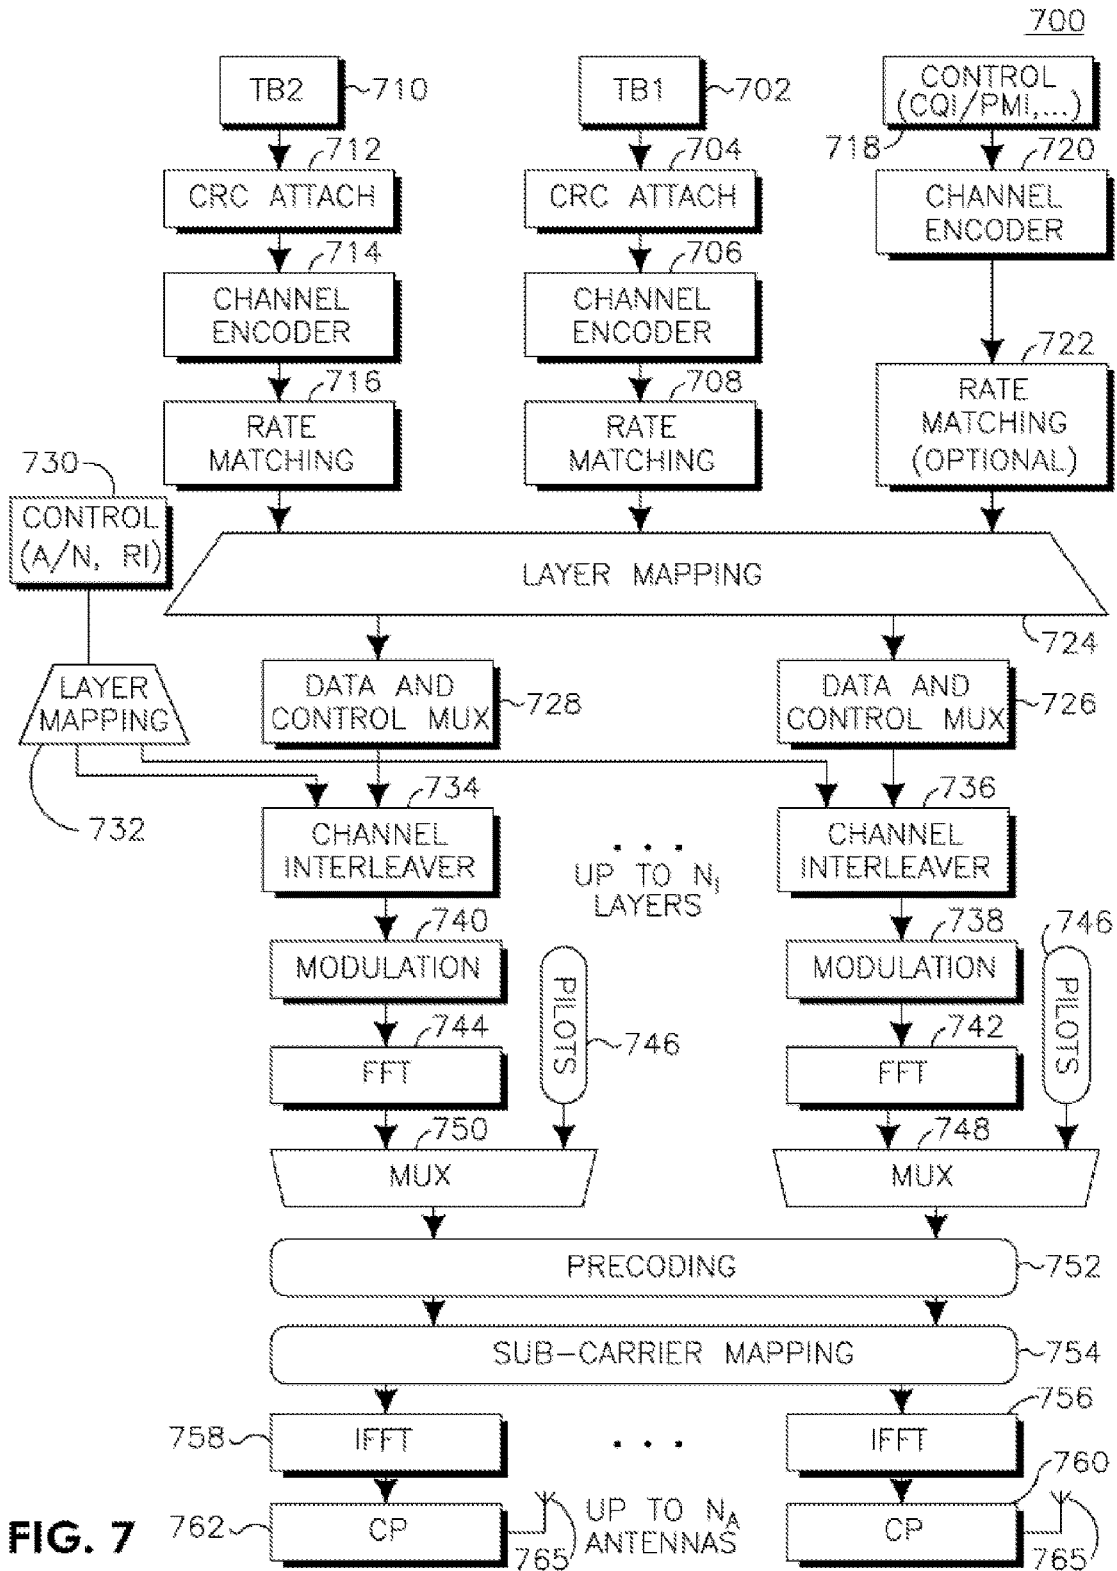 700
TB2
710
TB1
702
CONTROL
(CQI/PMI,...)
718
712
704
720
CRC ATTACH
CRC ATTACH
CHANNEL
ENCODER
714
706
CHANNEL
ENCODER
CHANNEL
ENCODER
716
708
722
RATE
MATCHING
RATE
MATCHING
RATE
MATCHING
(OPTIONAL)
730
CONTROL
(A/N, RI)
LAYER MAPPING
724
LAYER
MAPPING
732
DATA AND
CONTROL MUX
728
DATA AND
CONTROL MUX
726
734
736
CHANNEL
INTERLEAVER
. . .
UP TO Nl
LAYERS
CHANNEL
INTERLEAVER
740
738
746
MODULATION
PILOTS
MODULATION
PILOTS
744
746
742
FFT
FFT
750
748
MUX
MUX
PRECODING
752
SUB-CARRIER MAPPING
754
756
758
IFFT
. . .
IFFT
760
762
CP
765
UP TO NA
ANTENNAS
CP
765
FIG. 7